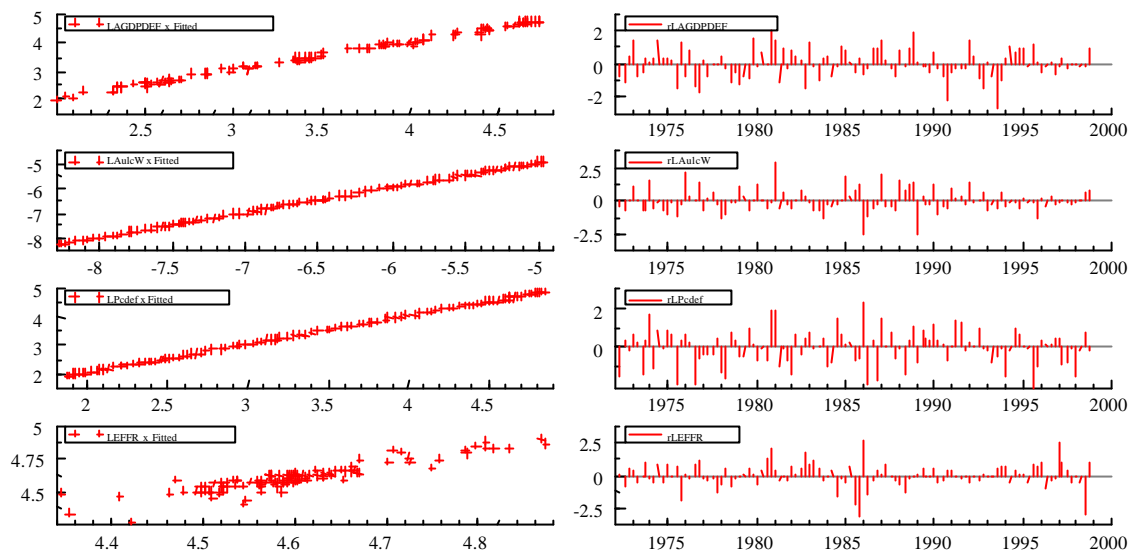 5
4
3
2
LAGDPDEF x Fitted
2.5 3 3.5 4 4.5
2
0
-2
rLAGDPDEF
1975 1980 1985 1990 1995 2000
-5
-6
-7
-8
LAulcW x Fitted
-8 -7.5 -7 -6.5 -6 -5.5 -5
2.5
0
-2.5
rLAulcW
1975 1980 1985 1990 1995 2000
5
4
3
2
LPcdef x Fitted
2 2.5 3 3.5 4 4.5
2
0
rLPcdef
1975 1980 1985 1990 1995 2000
5
4.75
4.5
LEFFR x Fitted
4.4 4.5 4.6 4.7 4.8
2.5
0
-2.5
rLEFFR
1975 1980 1985 1990 1995 2000